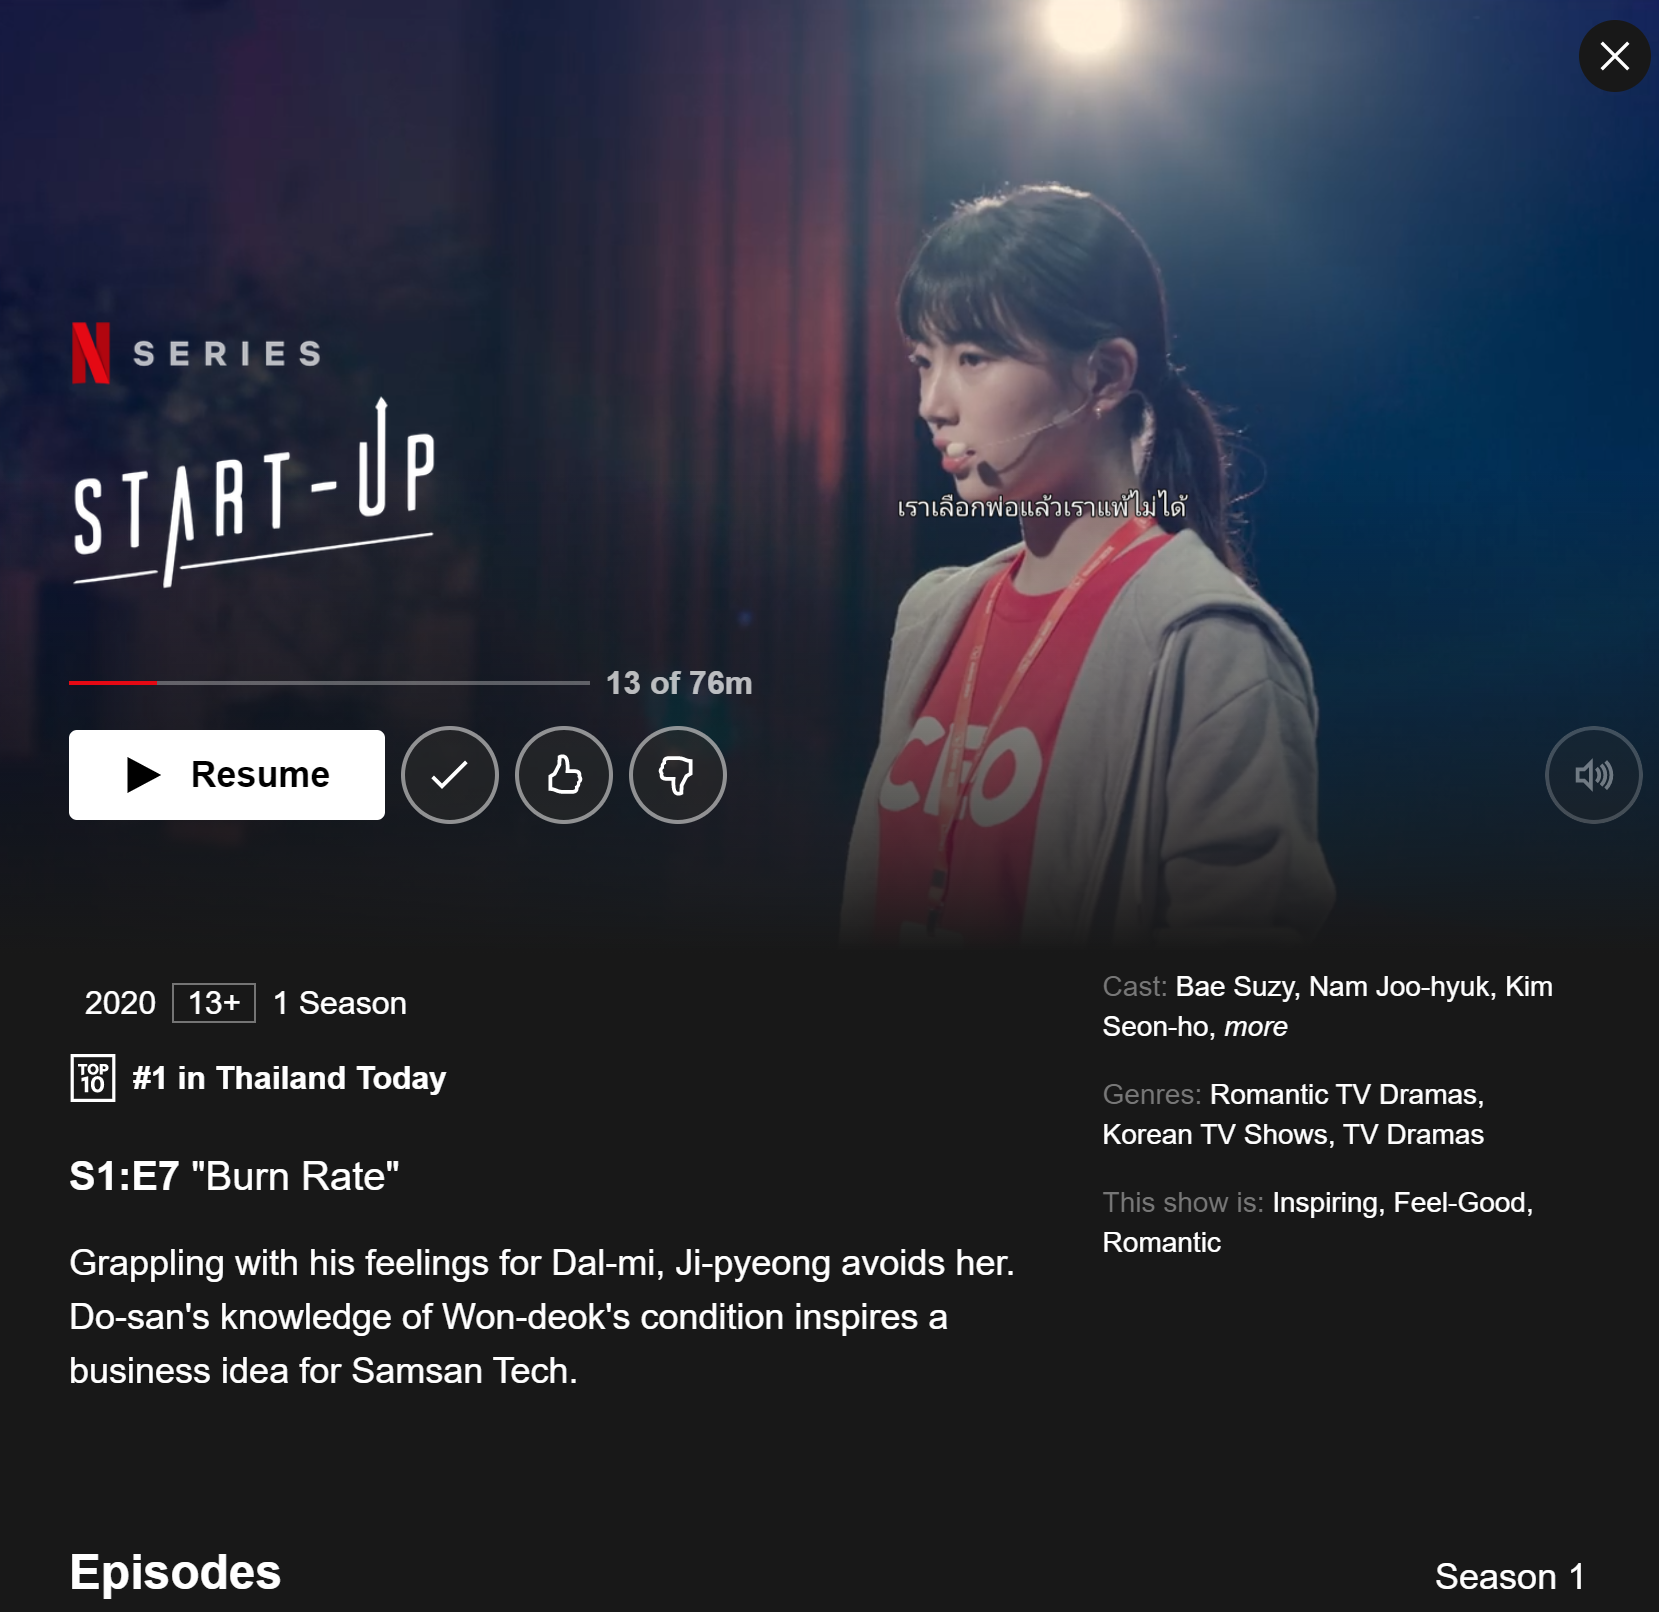 N SERIES
START-UP
เราเลือกพ่อแล้วเราแพ้ไม่ได้
13 of 76m
CEO
Resume
2020 13+ 1 Season
TOP 10 #1 in Thailand Today
S1:E7 "Burn Rate"
Grappling with his feelings for Dal-mi, Ji-pyeong avoids her.
Do-san's knowledge of Won-deok's condition inspires a
business idea for Samsan Tech.
Cast: Bae Suzy, Nam Joo-hyuk, Kim
Seon-ho, more
Genres: Romantic TV Dramas,
Korean TV Shows, TV Dramas
This show is: Inspiring, Feel-Good,
Romantic
Episodes
Season 1